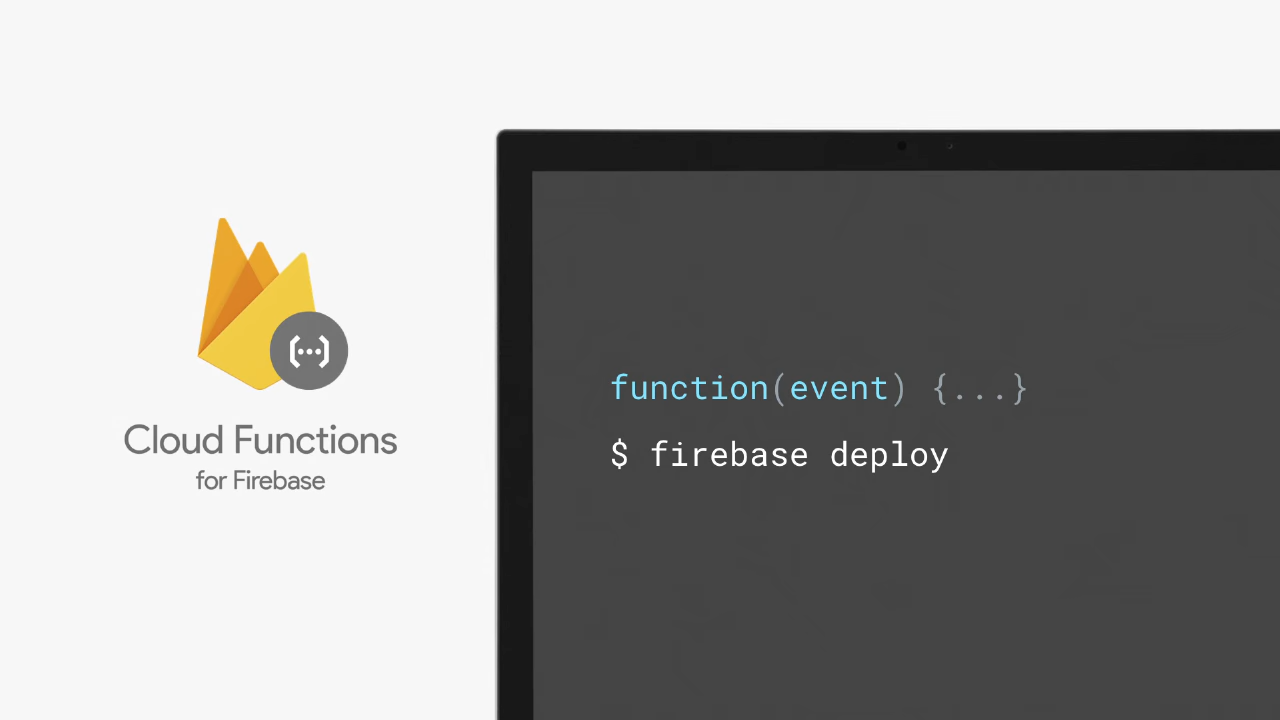 Cloud Functions
for Firebase
function(event) {...}
$ firebase deploy